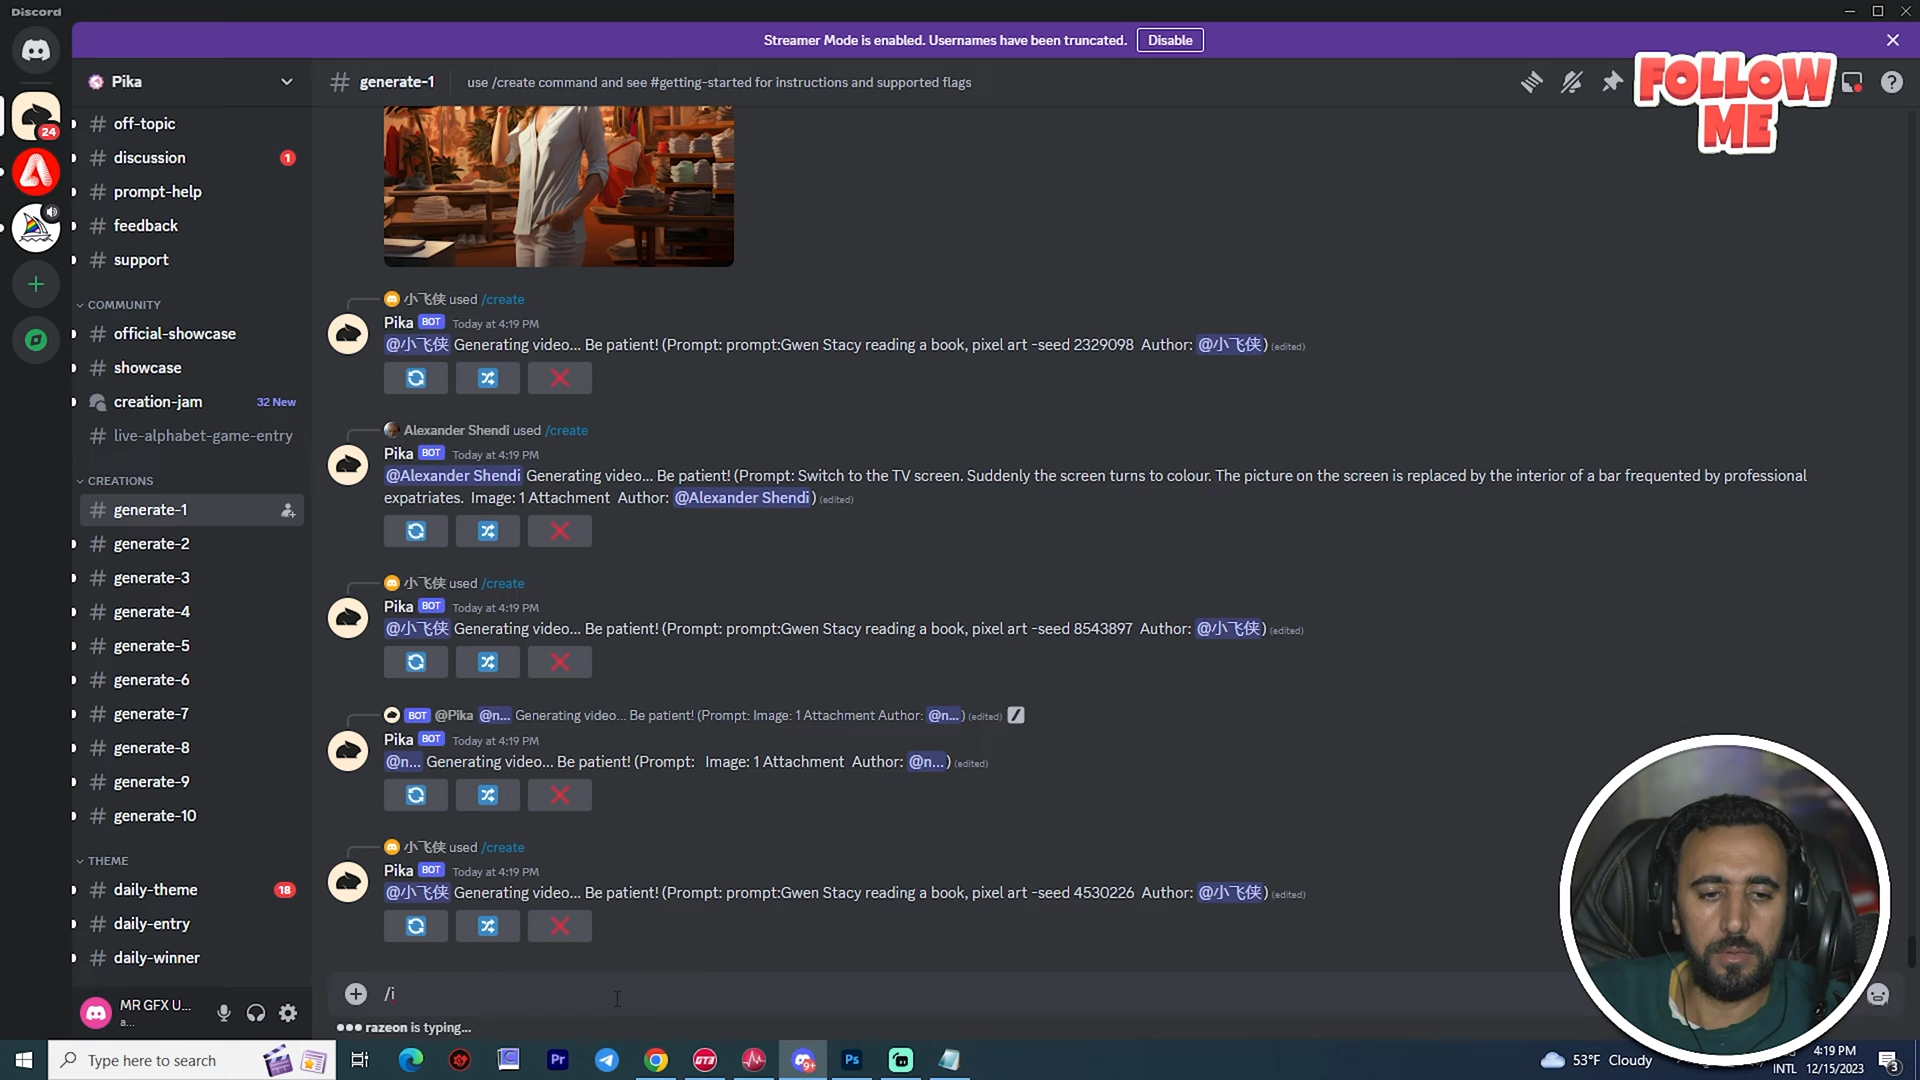 Discord
Streamer Mode is enabled. Usernames have been truncated.
Disable
Pika
generate-1
use /create command and see #getting-started for instructions and supported flags
FOLLOW
ME
24
off-topic
discussion
1
prompt-help
feedback
support
COMMUNITY
official-showcase
showcase
creation-jam
32 New
live-alphabet-game-entry
CREATIONS
generate-1
generate-2
generate-3
generate-4
generate-5
generate-6
generate-7
generate-8
generate-9
generate-10
THEME
daily-theme
18
daily-entry
daily-winner
MR GFX U...
a...
小飞侠 used /create
Pika BOT Today at 4:19 PM
@小飞侠 Generating video... Be patient! (Prompt: prompt:Gwen Stacy reading a book, pixel art -seed 2329098 Author: @小飞侠) (edited)
Alexander Shendi used /create
Pika BOT Today at 4:19 PM
@Alexander Shendi Generating video... Be patient! (Prompt: Switch to the TV screen. Suddenly the screen turns to colour. The picture on the screen is replaced by the interior of a bar frequented by professional
expatriates. Image: 1 Attachment Author: @Alexander Shendi) (edited)
小飞侠 used /create
Pika BOT Today at 4:19 PM
@小飞侠 Generating video... Be patient! (Prompt: prompt:Gwen Stacy reading a book, pixel art -seed 8543897 Author: @小飞侠) (edited)
BOT @Pika @n... Generating video... Be patient! (Prompt: Image: 1 Attachment Author: @n...) (edited)
Pika BOT Today at 4:19 PM
@n... Generating video... Be patient! (Prompt: Image: 1 Attachment Author: @n...) (edited)
小飞侠 used /create
Pika BOT Today at 4:19 PM
@小飞侠 Generating video... Be patient! (Prompt: prompt:Gwen Stacy reading a book, pixel art -seed 4530226 Author: @小飞侠) (edited)
/i
razeon is typing...
Type here to search
Pr
GT3
9+
Ps
53°F Cloudy
4:19 PM
INTL
12/15/2023
3